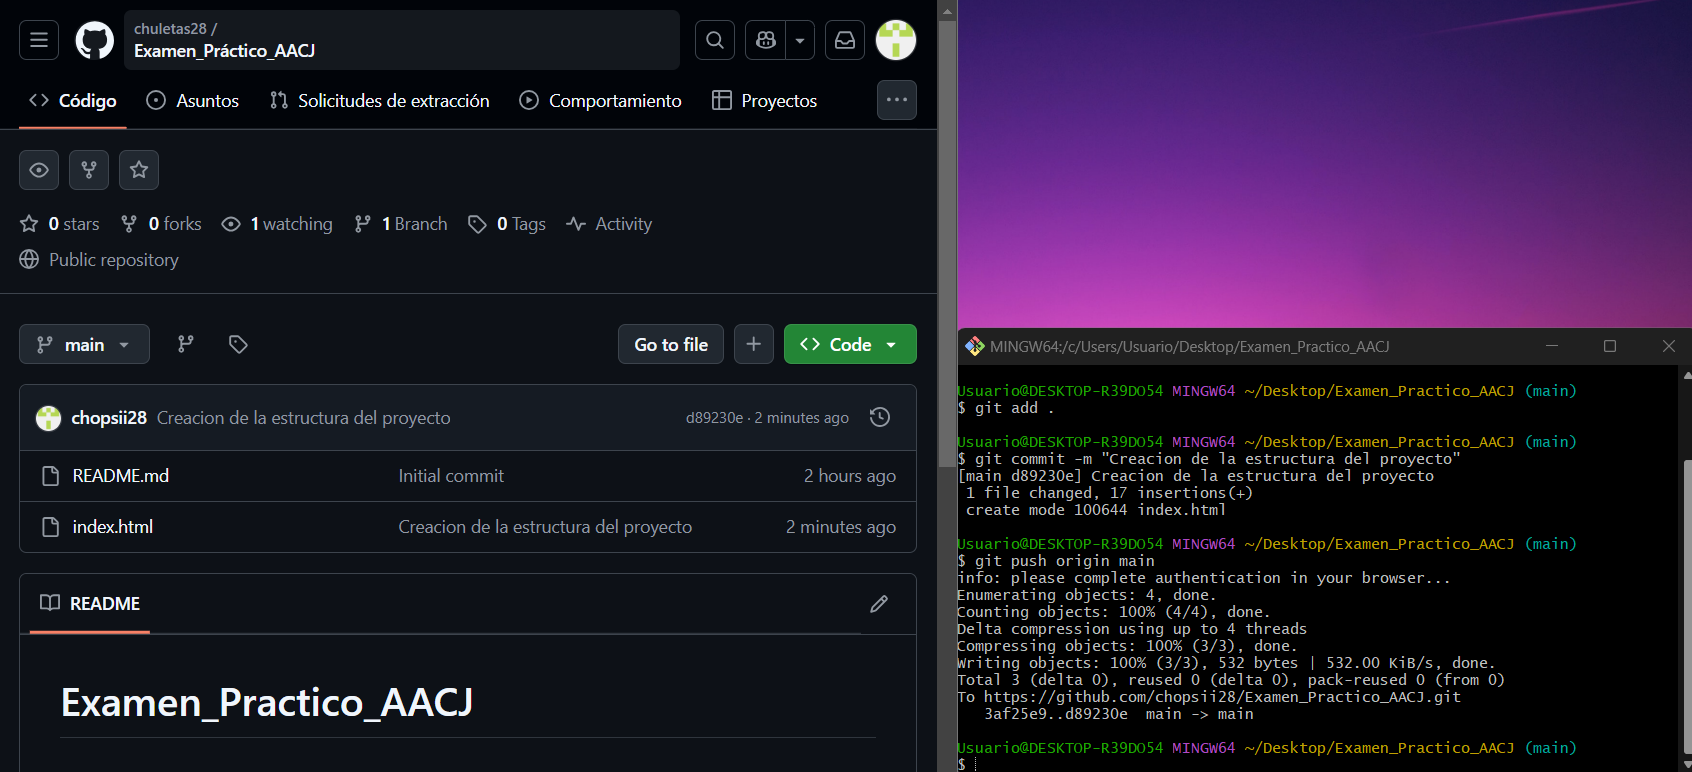 chuletas28 /
Examen_Práctico_AACJ
Código
Asuntos
Solicitudes de extracción
Comportamiento
Proyectos
0 stars
0 forks
1 watching
1 Branch
0 Tags
Activity
Public repository
main
Go to file
Code
chopsii28 Creacion de la estructura del proyecto d89230e · 2 minutes ago
README.md Initial commit 2 hours ago
index.html Creacion de la estructura del proyecto 2 minutes ago
README
Examen_Practico_AACJ
MINGW64:/c/Users/Usuario/Desktop/Examen_Practico_AACJ
Usuario@DESKTOP-R39DO54 MINGW64 ~/Desktop/Examen_Practico_AACJ (main)
$ git add .
Usuario@DESKTOP-R39DO54 MINGW64 ~/Desktop/Examen_Practico_AACJ (main)
$ git commit -m "Creacion de la estructura del proyecto"
[main d89230e] Creacion de la estructura del proyecto
1 file changed, 17 insertions(+)
create mode 100644 index.html
Usuario@DESKTOP-R39DO54 MINGW64 ~/Desktop/Examen_Practico_AACJ (main)
$ git push origin main
info: please complete authentication in your browser...
Enumerating objects: 4, done.
Counting objects: 100% (4/4), done.
Delta compression using up to 4 threads
Compressing objects: 100% (3/3), done.
Writing objects: 100% (3/3), 532 bytes | 532.00 KiB/s, done.
Total 3 (delta 0), reused 0 (delta 0), pack-reused 0 (from 0)
To https://github.com/chopsii28/Examen_Practico_AACJ.git
3af25e9..d89230e main -> main
Usuario@DESKTOP-R39DO54 MINGW64 ~/Desktop/Examen_Practico_AACJ (main)
$